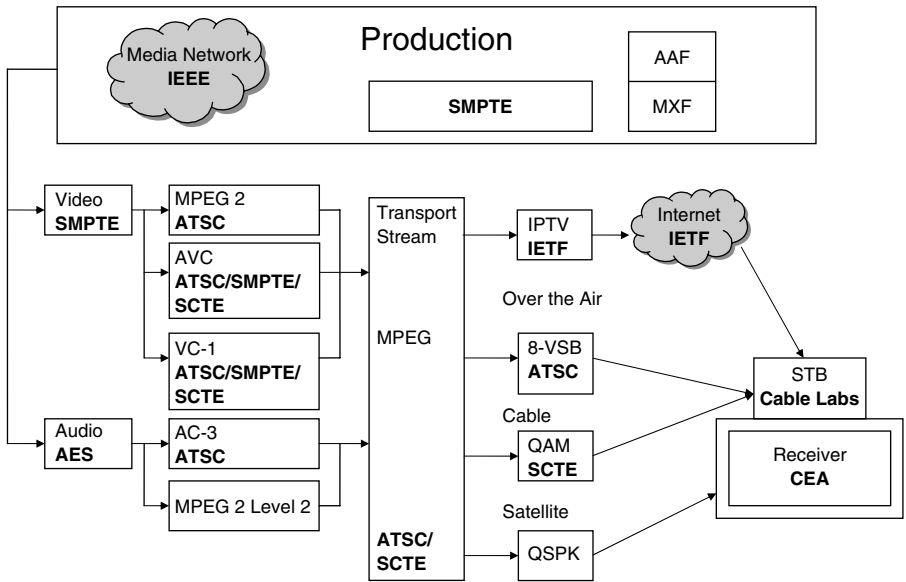 Production
Media Network
IEEE
SMPTE
AAF
MXF
Video
SMPTE
MPEG 2
ATSC
AVC
ATSC/SMPTE/
SCTE
VC-1
ATSC/SMPTE/
SCTE
Audio
AES
AC-3
ATSC
MPEG 2 Level 2
Transport
Stream
MPEG
ATSC/
SCTE
IPTV
IETF
Internet
IETF
Over the Air
8-VSB
ATSC
Cable
QAM
SCTE
Satellite
QSPK
STB
Cable Labs
Receiver
CEA